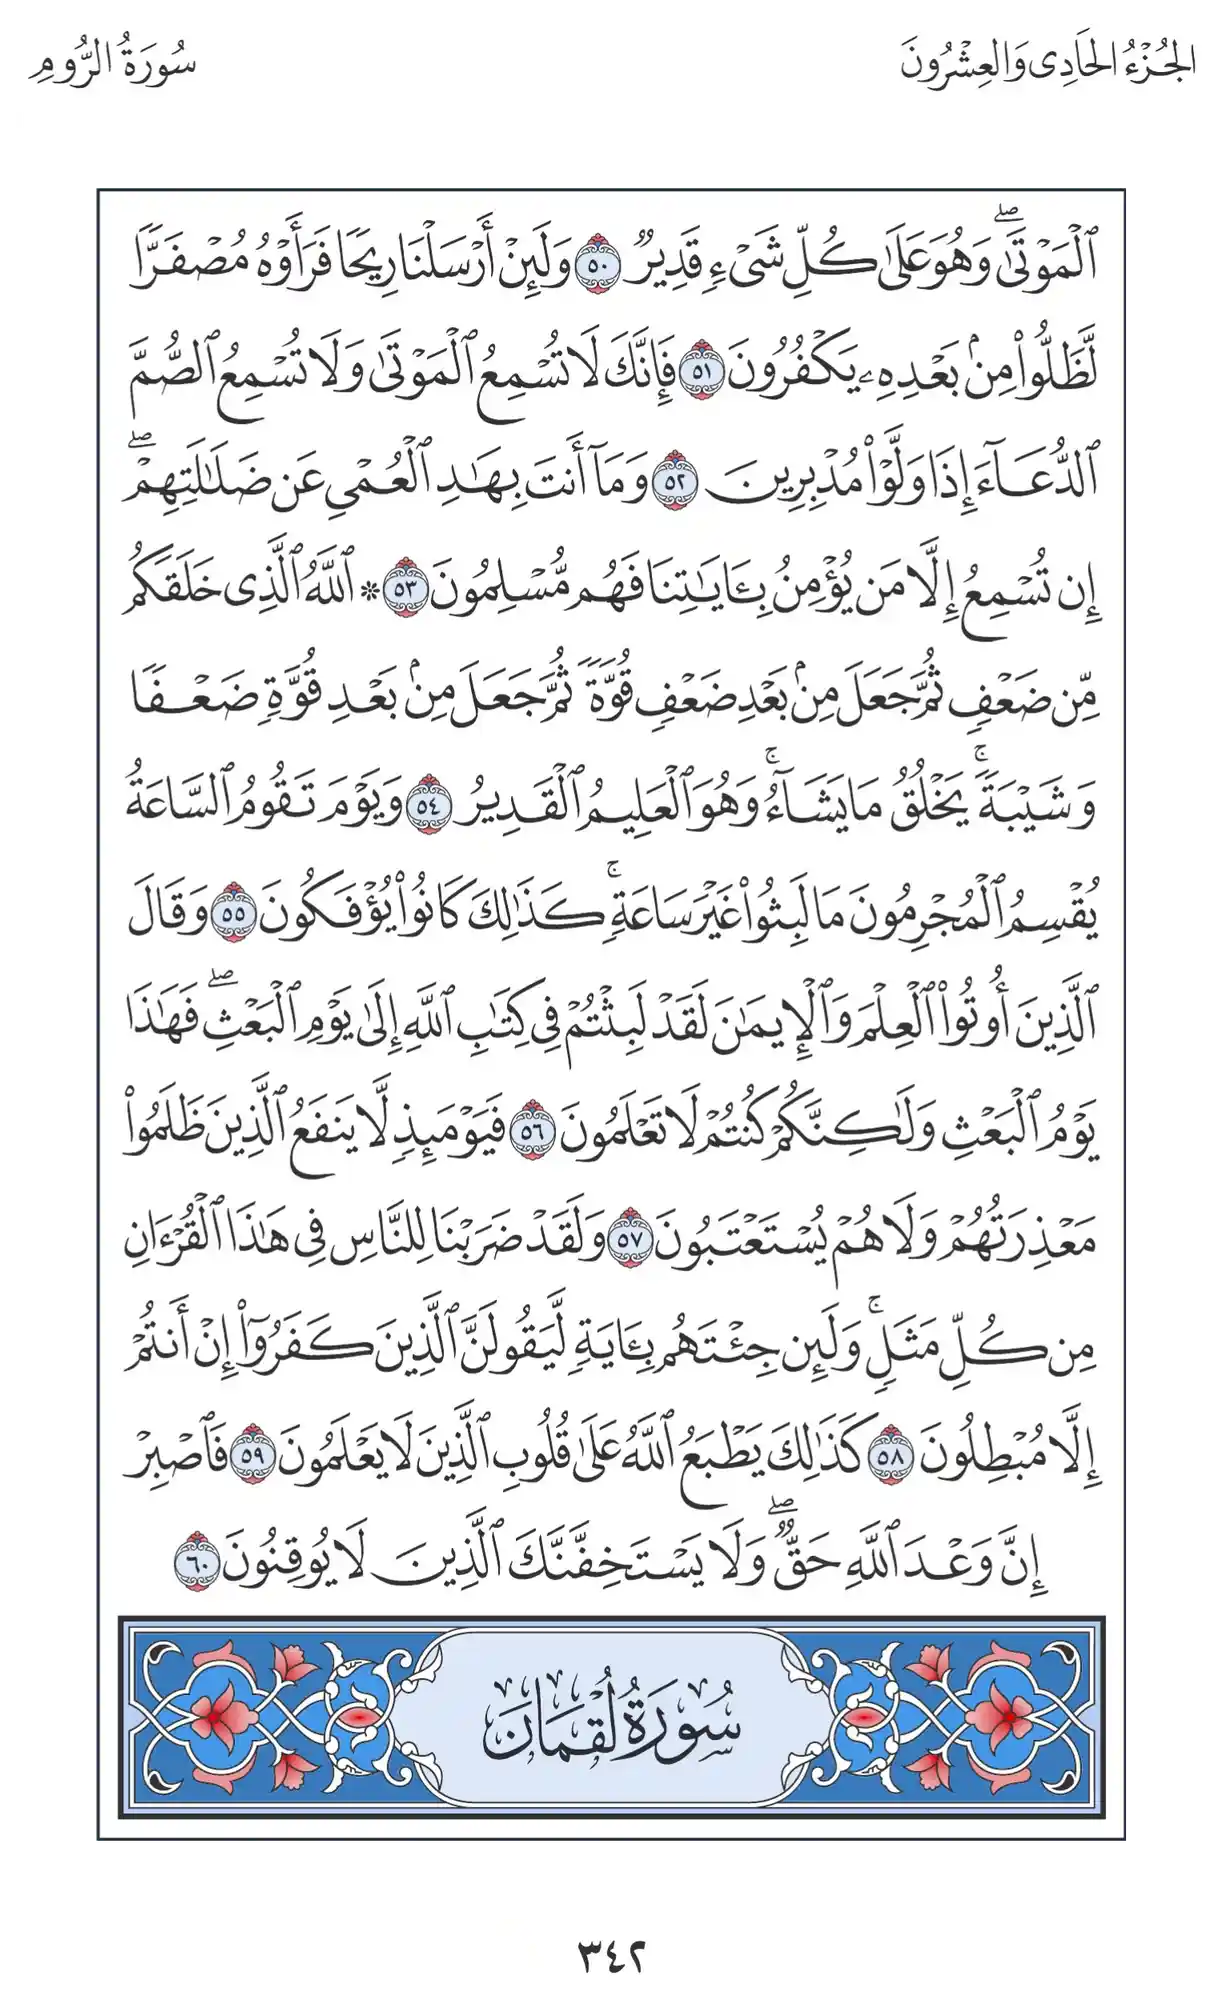 الجُزْءُ الحَادِى وَالعِشْرُونَ
سُورَةُ الرُّومِ
ٱلْمَوْتَىٰۖ وَهُوَ عَلَىٰ كُلِّ شَىْءٍ قَدِيرٌ ٥٠ وَلَئِنْ أَرْسَلْنَا رِيحًا فَرَأَوْهُ مُصْفَرًّا
لَّظَلُّوا۟ مِنۢ بَعْدِهِۦ يَكْفُرُونَ ٥١ فَإِنَّكَ لَا تُسْمِعُ ٱلْمَوْتَىٰ وَلَا تُسْمِعُ ٱلصُّمَّ
ٱلدُّعَآءَ إِذَا وَلَّوْا۟ مُدْبِرِينَ ٥٢ وَمَآ أَنتَ بِهَـٰدِ ٱلْعُمْىِ عَن ضَلَـٰلَتِهِمْۖ
إِن تُسْمِعُ إِلَّا مَن يُؤْمِنُ بِـَٔايَـٰتِنَا فَهُم مُّسْلِمُونَ ٥٣ * ٱللَّهُ ٱلَّذِى خَلَقَكُم
مِّن ضَعْفٍ ثُمَّ جَعَلَ مِنۢ بَعْدِ ضَعْفٍ قُوَّةً ثُمَّ جَعَلَ مِنۢ بَعْدِ قُوَّةٍ ضَعْفًا
وَشَيْبَةًۚ يَخْلُقُ مَا يَشَآءُۚ وَهُوَ ٱلْعَلِيمُ ٱلْقَدِيرُ ٥٤ وَيَوْمَ تَقُومُ ٱلسَّاعَةُ
يُقْسِمُ ٱلْمُجْرِمُونَ مَا لَبِثُوا۟ غَيْرَ سَاعَةٍۚ كَذَٰلِكَ كَانُوا۟ يُؤْفَكُونَ ٥٥ وَقَالَ
ٱلَّذِينَ أُوتُوا۟ ٱلْعِلْمَ وَٱلْإِيمَـٰنَ لَقَدْ لَبِثْتُمْ فِى كِتَـٰبِ ٱللَّهِ إِلَىٰ يَوْمِ ٱلْبَعْثِۖ فَهَـٰذَا
يَوْمُ ٱلْبَعْثِ وَلَـٰكِنَّكُمْ كُنتُمْ لَا تَعْلَمُونَ ٥٦ فَيَوْمَئِذٍ لَّا يَنفَعُ ٱلَّذِينَ ظَلَمُوا۟
مَعْذِرَتُهُمْ وَلَا هُمْ يُسْتَعْتَبُونَ ٥٧ وَلَقَدْ ضَرَبْنَا لِلنَّاسِ فِى هَـٰذَا ٱلْقُرْءَانِ
مِن كُلِّ مَثَلٍۚ وَلَئِن جِئْتَهُم بِـَٔايَةٍ لَّيَقُولَنَّ ٱلَّذِينَ كَفَرُوٓا۟ إِنْ أَنتُمْ
إِلَّا مُبْطِلُونَ ٥٨ كَذَٰلِكَ يَطْبَعُ ٱللَّهُ عَلَىٰ قُلُوبِ ٱلَّذِينَ لَا يَعْلَمُونَ ٥٩ فَٱصْبِرْ
إِنَّ وَعْدَ ٱللَّهِ حَقٌّۖ وَلَا يَسْتَخِفَّنَّكَ ٱلَّذِينَ لَا يُوقِنُونَ ٦٠
سُورَةُ لُقْمَانَ
٣٤٢